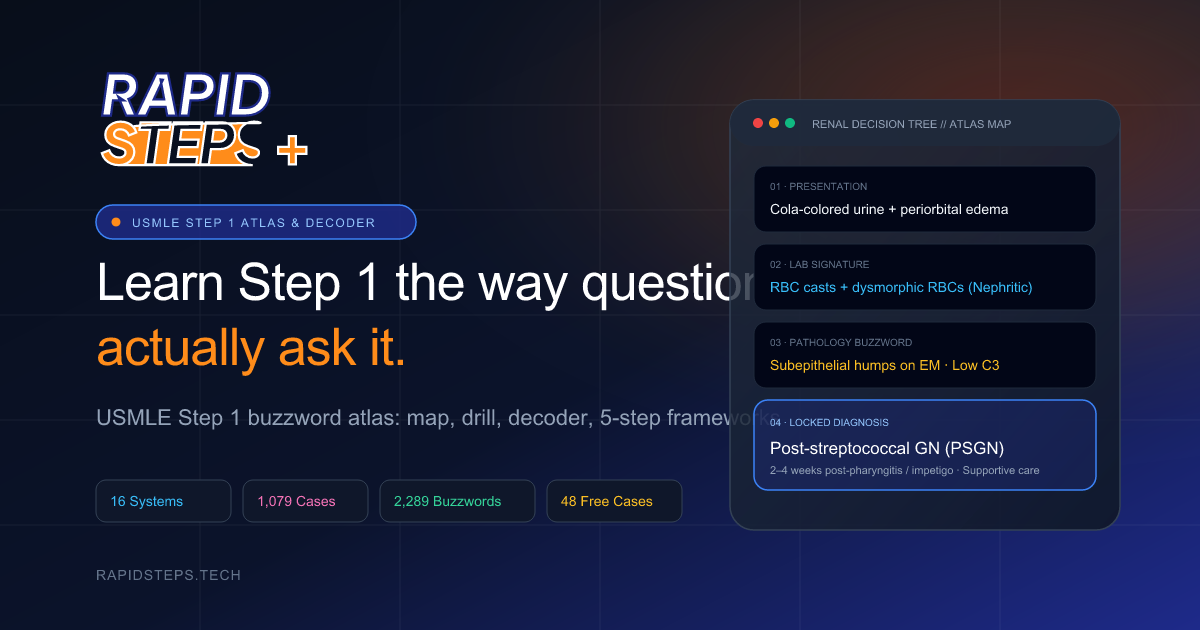 RAPID
STEPS +
USMLE STEP 1 ATLAS & DECODER
Learn Step 1 the way question
actually ask it.
USMLE Step 1 buzzword atlas: map, drill, decoder, 5-step frameworks.
16 Systems
1,079 Cases
2,289 Buzzwords
48 Free Cases
RAPIDSTEPS.TECH
RENAL DECISION TREE // ATLAS MAP
01 · PRESENTATION
Cola-colored urine + periorbital edema
02 · LAB SIGNATURE
RBC casts + dysmorphic RBCs (Nephritic)
03 · PATHOLOGY BUZZWORD
Subepithelial humps on EM · Low C3
04 · LOCKED DIAGNOSIS
Post-streptococcal GN (PSGN)
2–4 weeks post-pharyngitis / impetigo · Supportive care